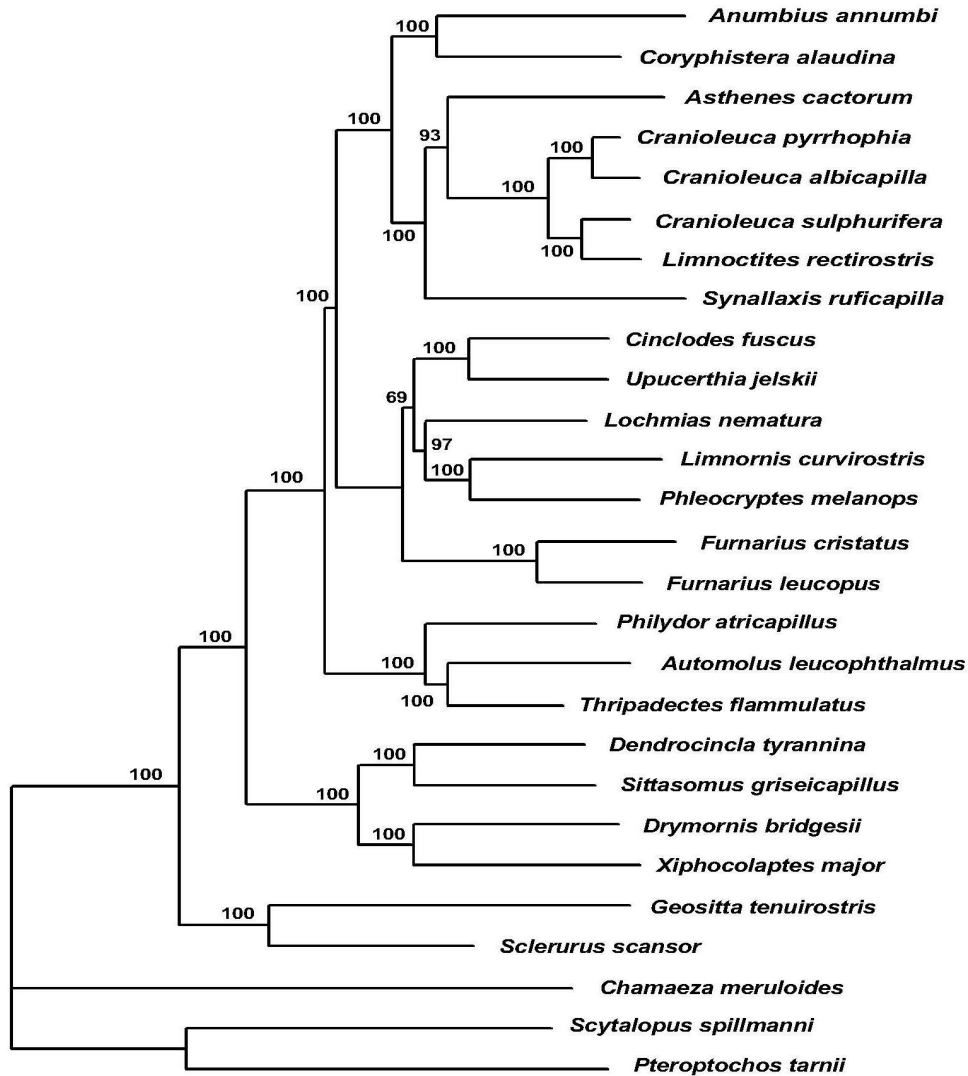 100 Anumbius annumbi
Coryphistera alaudina
Asthenes cactorum
100
93 100 Cranioleuca pyrrhophia
Cranioleuca albicapilla
100
Cranioleuca sulphurifera
100 100
Limnoctites rectirostris
100
Synallaxis ruficapilla
Cinclodes fuscus
100
Upucerthia jelskii
69
Lochmias nematura
97
Limnornis curvirostris
100 100
Phleocryptes melanops
Furnarius cristatus
100
Furnarius leucopus
Philydor atricapillus
100
100 Automolus leucophthalmus
100
Thripadectes flammulatus
Dendrocincla tyrannina
100
100 Sittasomus griseicapillus
100
Drymornis bridgesii
100
Xiphocolaptes major
Geositta tenuirostris
100
Sclerurus scansor
Chamaeza meruloides
Scytalopus spillmanni
Pteroptochos tarnii